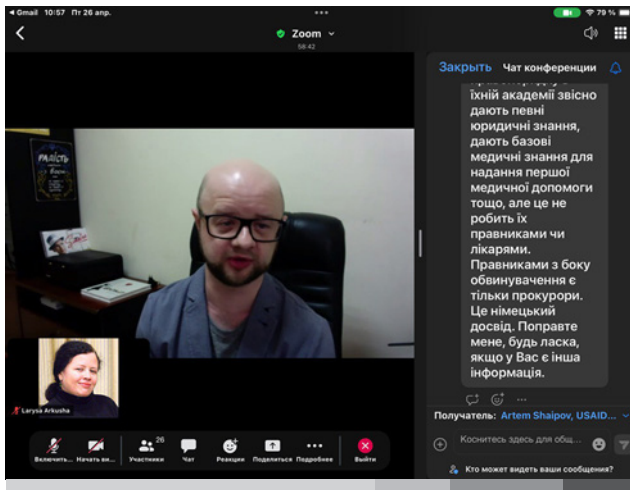 Gmail 10:57 Пт 26 апр.
79 %
Zoom
58:42
РАДІСТЬ
Larysa Arkusha
Включить... Начать ви... Участники 26 Чат Реакции Поделиться Подробнее Выйти
Закрыть Чат конференции
їхній академії звісно
дають певні
юридичні знання,
дають базові
медичні знання для
надання першої
медичної допомоги
тощо, але це не
робить їх
правниками чи
лікарями.
Правниками з боку
обвинувачення є
тільки прокурори.
Це німецький
досвід. Поправте
мене, будь ласка,
якщо у Вас є інша
інформація.
Получатель: Artem Shaipov, USAID...
Коснитесь здесь для общ...
Кто может видеть ваши сообщения?